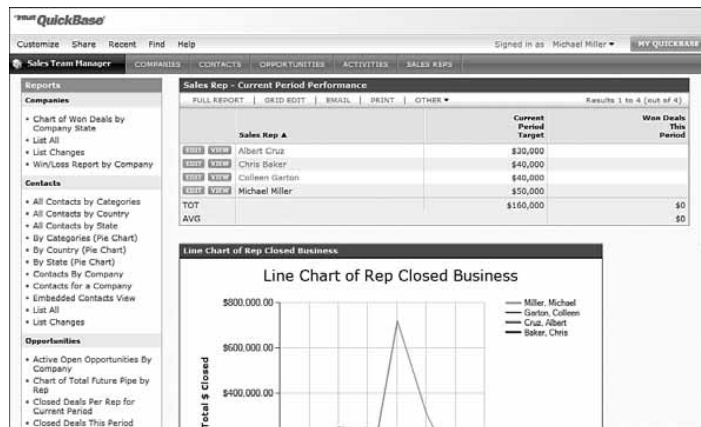 Intuit QuickBase
Customize Share Recent Find Help Signed in as Michael Miller ▾ MY QUICKBASE
Sales Team Manager COMPANIES CONTACTS OPPORTUNITIES ACTIVITIES SALES REPS
Reports
Companies
• Chart of Won Deals by
Company State
• List All
• List Changes
• Win/Loss Report by Company
Contacts
• All Contacts by Categories
• All Contacts by Country
• All Contacts by State
• By Categories (Pie Chart)
• By Country (Pie Chart)
• By State (Pie Chart)
• Contacts By Company
• Contacts for a Company
• Embedded Contacts View
• List All
• List Changes
Opportunities
• Active Open Opportunities By
Company
• Chart of Total Future Pipe by
Rep
• Closed Deals Per Rep for
Current Period
• Closed Deals This Period
Sales Rep - Current Period Performance
FULL REPORT | GRID EDIT | EMAIL | PRINT | OTHER ▾ Results 1 to 4 (out of 4)
Current Won Deals
Period This
Sales Rep ▲ Target Period
EDIT VIEW Albert Cruz $30,000
EDIT VIEW Chris Baker $40,000
EDIT VIEW Colleen Garton $40,000
EDIT VIEW Michael Miller $50,000
TOT $160,000 $0
AVG $0
Line Chart of Rep Closed Business
Line Chart of Rep Closed Business
$800,000.00
$600,000.00
$400,000.00
Total $ Closed
Miller, Michael
Garton, Colleen
Cruz, Albert
Baker, Chris